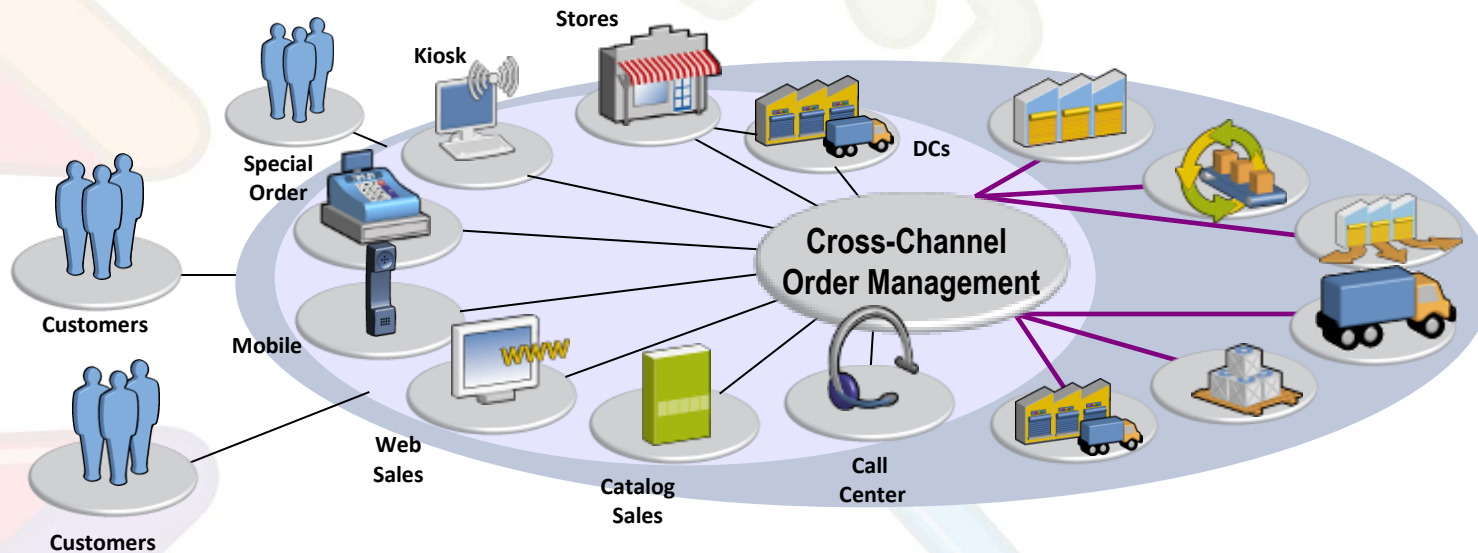 Stores
Kiosk
DCs
Special
Order
Cross-Channel
Order Management
Customers
Mobile
www
Web
Sales
Catalog
Sales
Call
Center
Customers